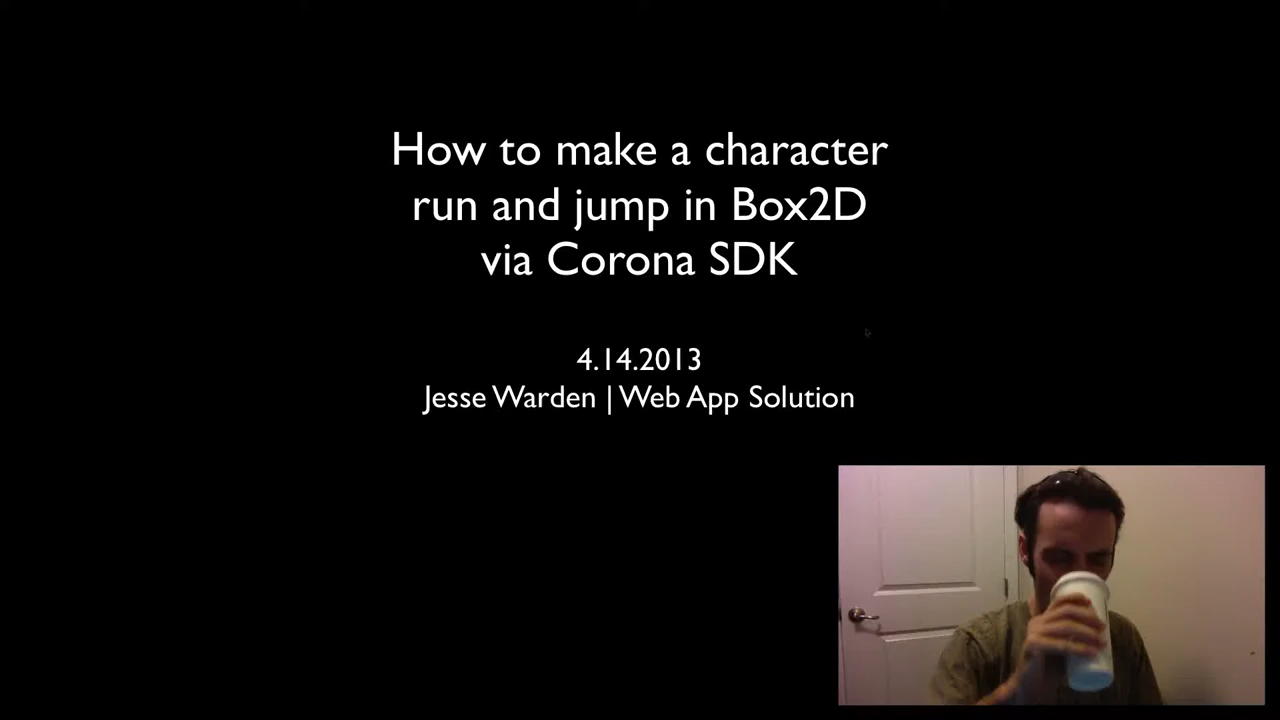 How to make a character
run and jump in Box2D
via Corona SDK
4.14.2013
Jesse Warden | Web App Solution